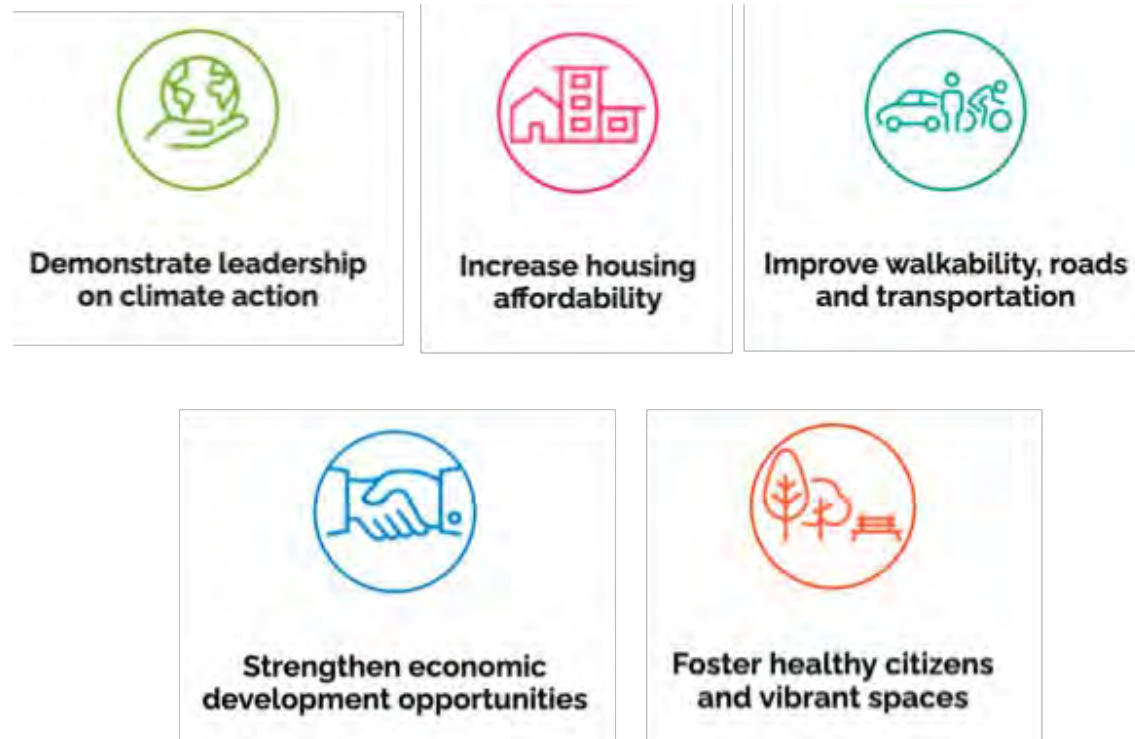 Demonstrate leadership
on climate action
Increase housing
affordability
Improve walkability, roads
and transportation
Strengthen economic
development opportunities
Foster healthy citizens
and vibrant spaces